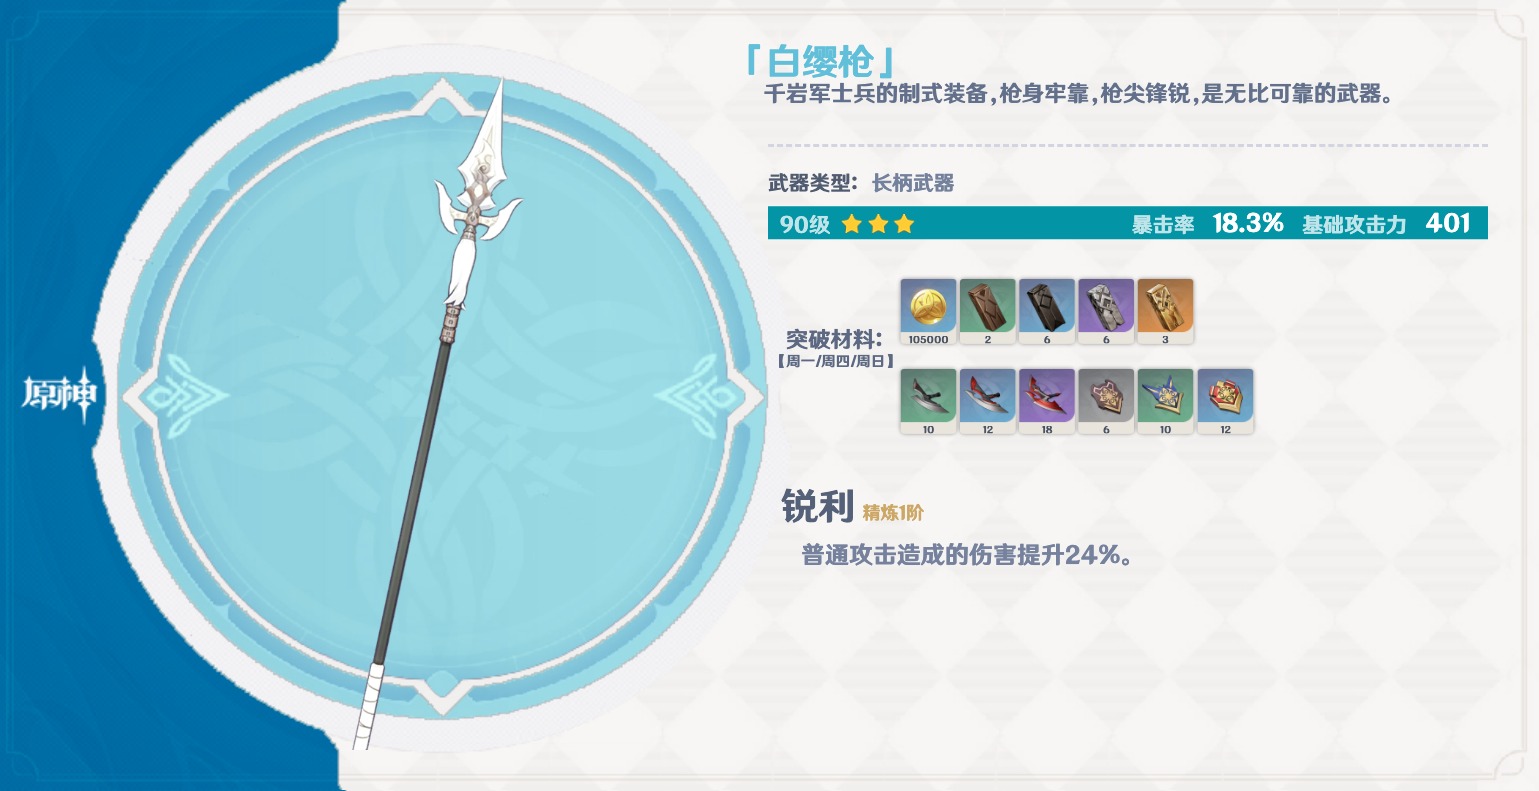 「白缨枪」
千岩军士兵的制式装备,枪身牢靠,枪尖锋锐,是无比可靠的武器。
武器类型：长柄武器
90级 暴击率 18.3% 基础攻击力 401
突破材料：
【周一/周四/周日】
105000 2 6 6 3
10 12 18 6 10 12
原神
锐利 精炼1阶
普通攻击造成的伤害提升24%。